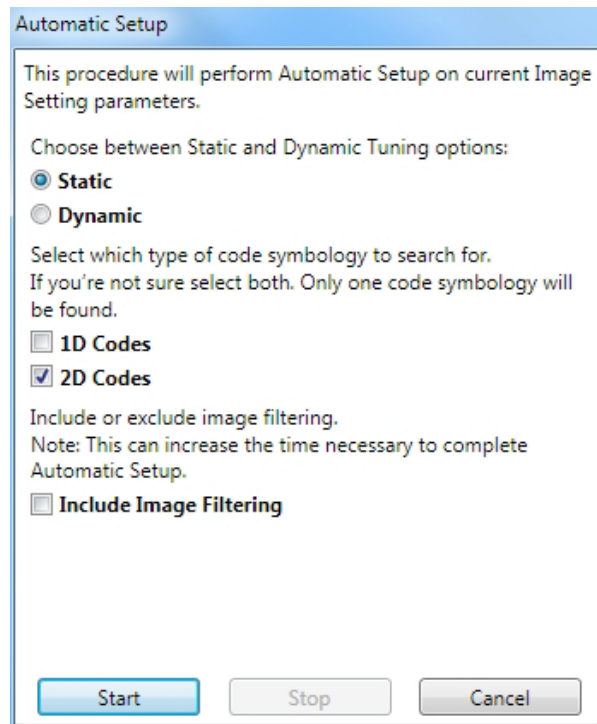 Automatic Setup
This procedure will perform Automatic Setup on current Image
Setting parameters.
Choose between Static and Dynamic Tuning options:
Static
Dynamic
Select which type of code symbology to search for.
If you're not sure select both. Only one code symbology will
be found.
1D Codes
2D Codes
Include or exclude image filtering.
Note: This can increase the time necessary to complete
Automatic Setup.
Include Image Filtering
Start Stop Cancel